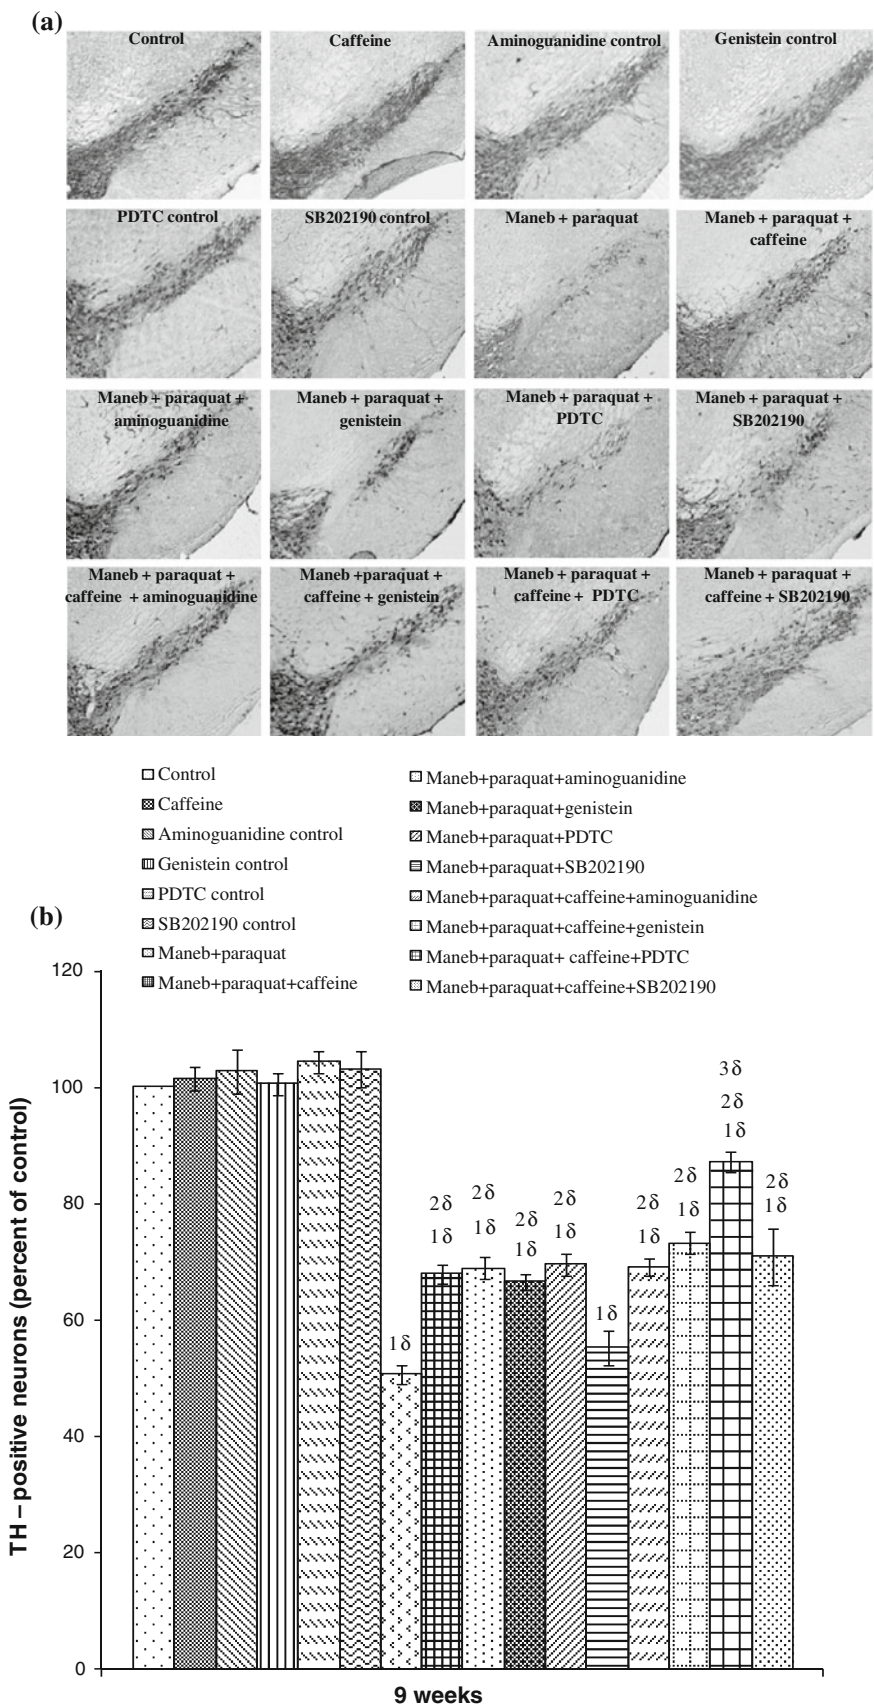 (a)
Control
Caffeine
Aminoguanidine control
Genistein control
PDTC control
SB202190 control
Maneb + paraquat
Maneb + paraquat +
caffeine
Maneb + paraquat +
aminoguanidine
Maneb + paraquat +
genistein
Maneb + paraquat +
PDTC
Maneb + paraquat +
SB202190
Maneb + paraquat +
caffeine + aminoguanidine
Maneb +paraquat +
caffeine + genistein
Maneb + paraquat +
caffeine + PDTC
Maneb + paraquat +
caffeine + SB202190
Control
Caffeine
Aminoguanidine control
Genistein control
PDTC control
SB202190 control
Maneb+paraquat
Maneb+paraquat+caffeine
Maneb+paraquat+aminoguanidine
Maneb+paraquat+genistein
Maneb+paraquat+PDTC
Maneb+paraquat+SB202190
Maneb+paraquat+caffeine+aminoguanidine
Maneb+paraquat+caffeine+genistein
Maneb+paraquat+ caffeine+PDTC
Maneb+paraquat+caffeine+SB202190
(b)
TH – positive neurons (percent of control)
120
100
80
60
40
20
0
1δ
2δ
1δ
2δ
1δ
2δ
1δ
2δ
1δ
1δ
2δ
1δ
2δ
1δ
3δ
2δ
1δ
2δ
1δ
9 weeks